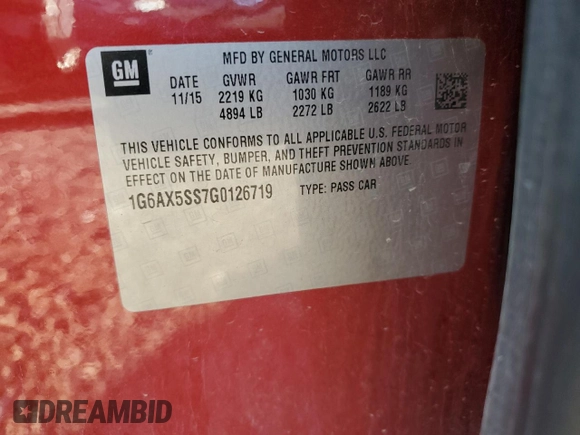 GM
®
MFD BY GENERAL MOTORS LLC
DATE GVWR GAWR FRT GAWR RR
11/15 2219 KG 1030 KG 1189 KG
4894 LB 2272 LB 2622 LB
THIS VEHICLE CONFORMS TO ALL APPLICABLE U.S. FEDERAL MOTOR
VEHICLE SAFETY, BUMPER, AND THEFT PREVENTION STANDARDS IN
EFFECT ON THE DATE OF MANUFACTURE SHOWN ABOVE
1G6AX5SS7G0126719 TYPE: PASS CAR
DREAMBID